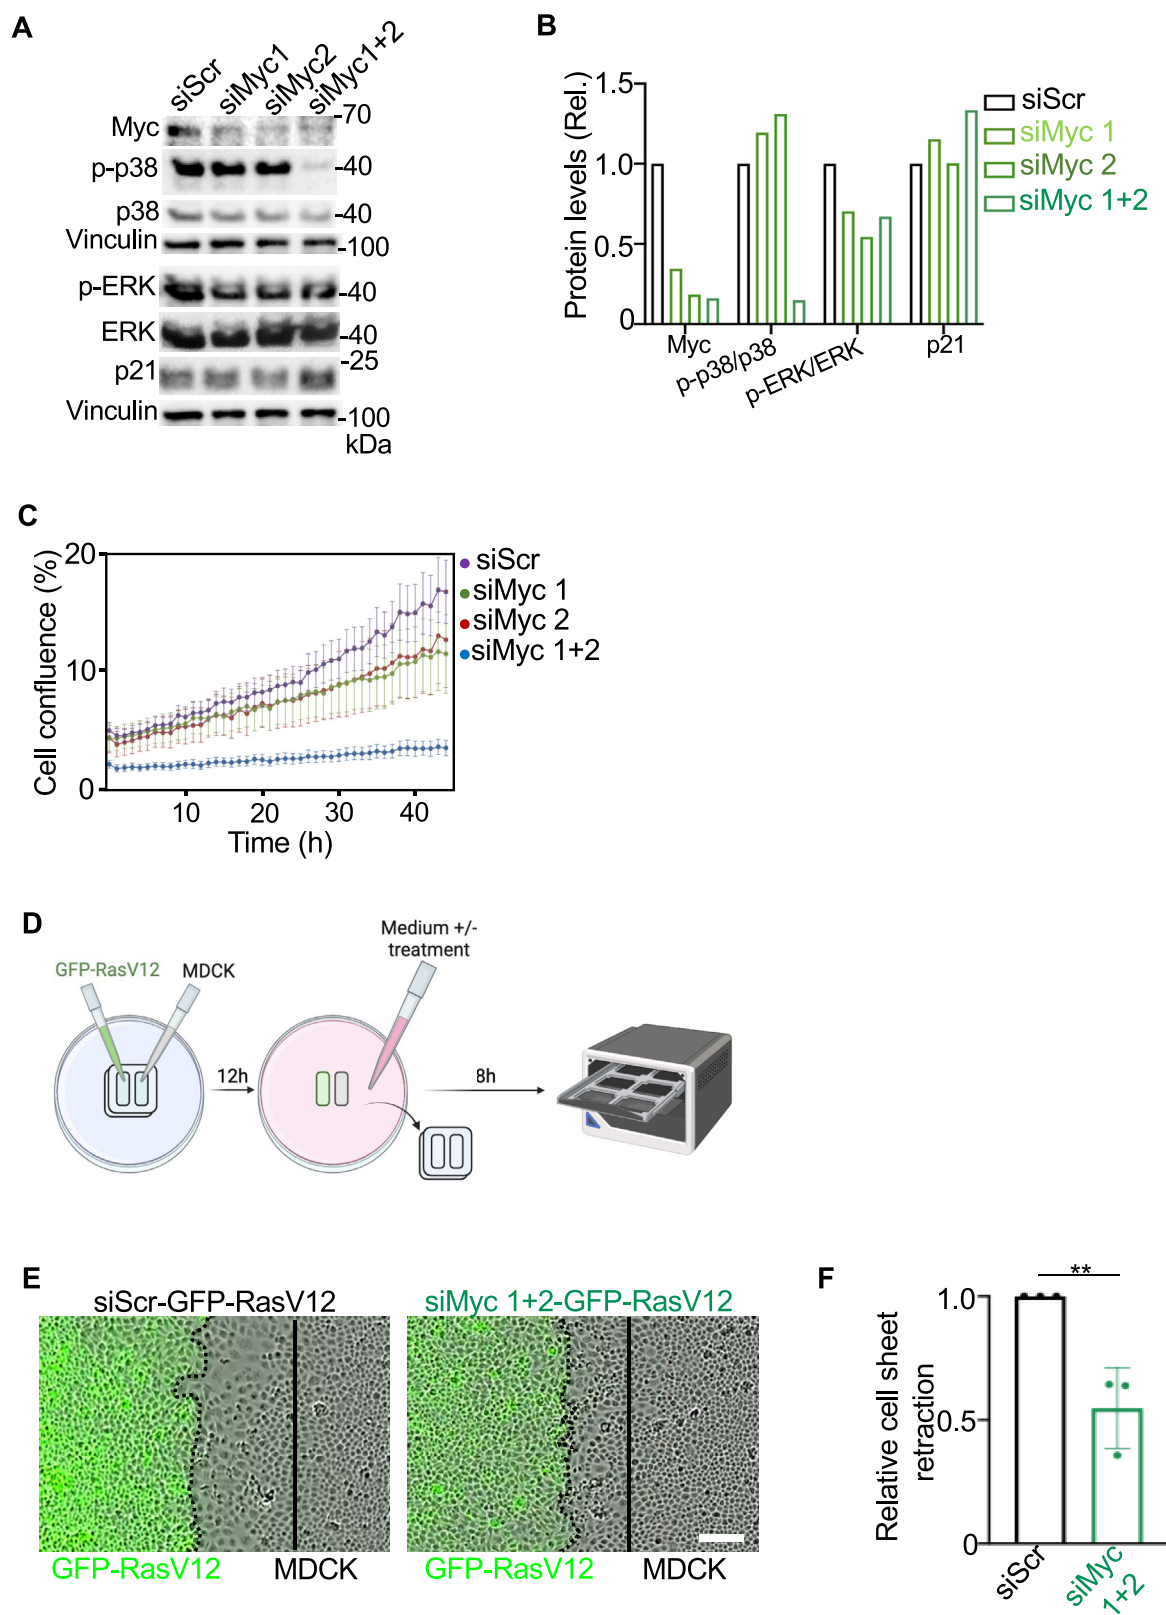 A
siScr
siMyc1
siMyc2
siMyc1+2
Myc
-70
p-p38
-40
p38
-40
Vinculin
-100
p-ERK
-40
ERK
-40
p21
-25
Vinculin
-100
kDa
B
Protein levels (Rel.)
1.5
1.0
0.5
0
Myc
p-p38/p38
p-ERK/ERK
p21
siScr
siMyc 1
siMyc 2
siMyc 1+2
C
Cell confluence (%)
20
10
0
10 20 30 40
Time (h)
siScr
siMyc 1
siMyc 2
siMyc 1+2
D
GFP-RasV12
MDCK
12h
Medium +/-
treatment
8h
E
siScr-GFP-RasV12
siMyc 1+2-GFP-RasV12
GFP-RasV12
MDCK
GFP-RasV12
MDCK
F
**
Relative cell sheet
retraction
1.0
0.5
0
siScr
siMyc
1+2